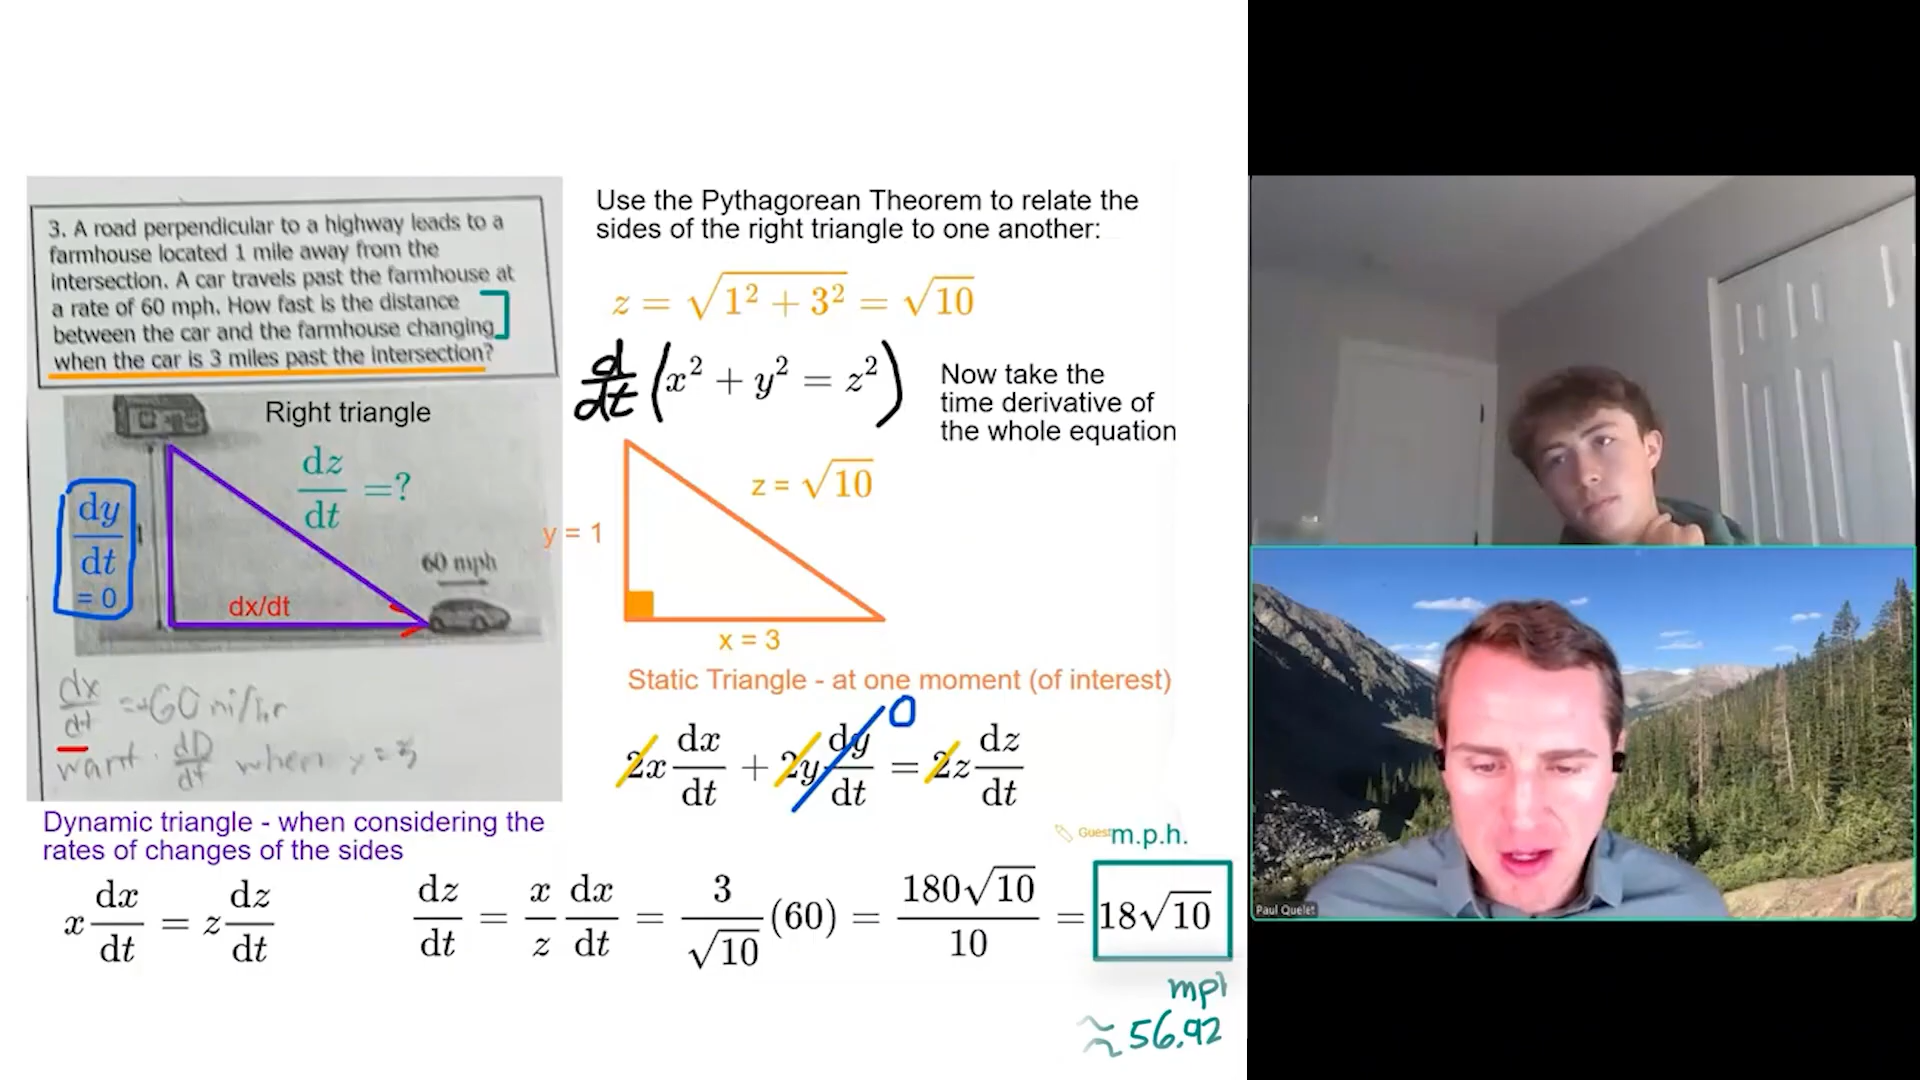 3. A road perpendicular to a highway leads to a
farmhouse located 1 mile away from the
intersection. A car travels past the farmhouse at
a rate of 60 mph. How fast is the distance
between the car and the farmhouse changing
when the car is 3 miles past the intersection?
Right triangle
dz/dt =?
dy/dt = 0
1
60 mph
dx/dt
dx/dt = +60 mi/hr
want: dD/dt when x = 3
Dynamic triangle - when considering the
rates of changes of the sides
x dx/dt = z dz/dt
Use the Pythagorean Theorem to relate the
sides of the right triangle to one another:
z = √(1² + 3²) = √10
d/dt (x² + y² = z²)
Now take the
time derivative of
the whole equation
z = √10
y = 1
x = 3
Static Triangle - at one moment (of interest)
0
2x dx/dt + 2y dy/dt = 2z dz/dt
Guest
m.p.h.
dz/dt = x/z dx/dt = 3/√10 (60) = 180√10/10 = 18√10
mph
≈ 56.92
Paul Quelet